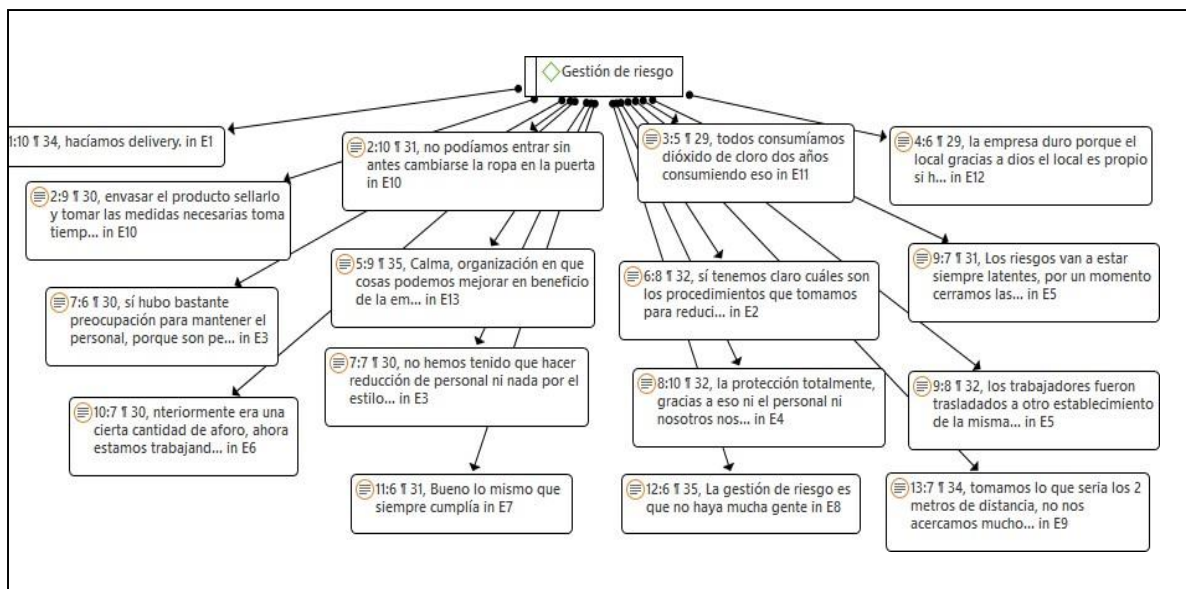 Gestión de riesgo
1:10 ¶ 34, hacíamos delivery. in E1
2:10 ¶ 31, no podíamos entrar sin
antes cambiarse la ropa en la puerta
in E10
3:5 ¶ 29, todos consumíamos
dióxido de cloro dos años
consumiendo eso in E11
4:6 ¶ 29, la empresa duro porque el
local gracias a dios el local es propio
si h... in E12
2:9 ¶ 30, envasar el producto sellarlo
y tomar las medidas necesarias toma
tiemp... in E10
5:9 ¶ 35, Calma, organización en que
cosas podemos mejorar en beneficio
de la em... in E13
6:8 ¶ 32, sí tenemos claro cuáles son
los procedimientos que tomamos
para reduci... in E2
9:7 ¶ 31, Los riesgos van a estar
siempre latentes, por un momento
cerramos las... in E5
7:6 ¶ 30, sí hubo bastante
preocupación para mantener el
personal, porque son pe... in E3
7:7 ¶ 30, no hemos tenido que hacer
reducción de personal ni nada por el
estilo... in E3
8:10 ¶ 32, la protección totalmente,
gracias a eso ni el personal ni
nosotros nos... in E4
9:8 ¶ 32, los trabajadores fueron
trasladados a otro establecimiento
de la misma... in E5
10:7 ¶ 30, nteriormente era una
cierta cantidad de aforo, ahora
estamos trabajand... in E6
11:6 ¶ 31, Bueno lo mismo que
siempre cumplía in E7
12:6 ¶ 35, La gestión de riesgo es
que no haya mucha gente in E8
13:7 ¶ 34, tomamos lo que sería los 2
metros de distancia, no nos
acercamos mucho... in E9